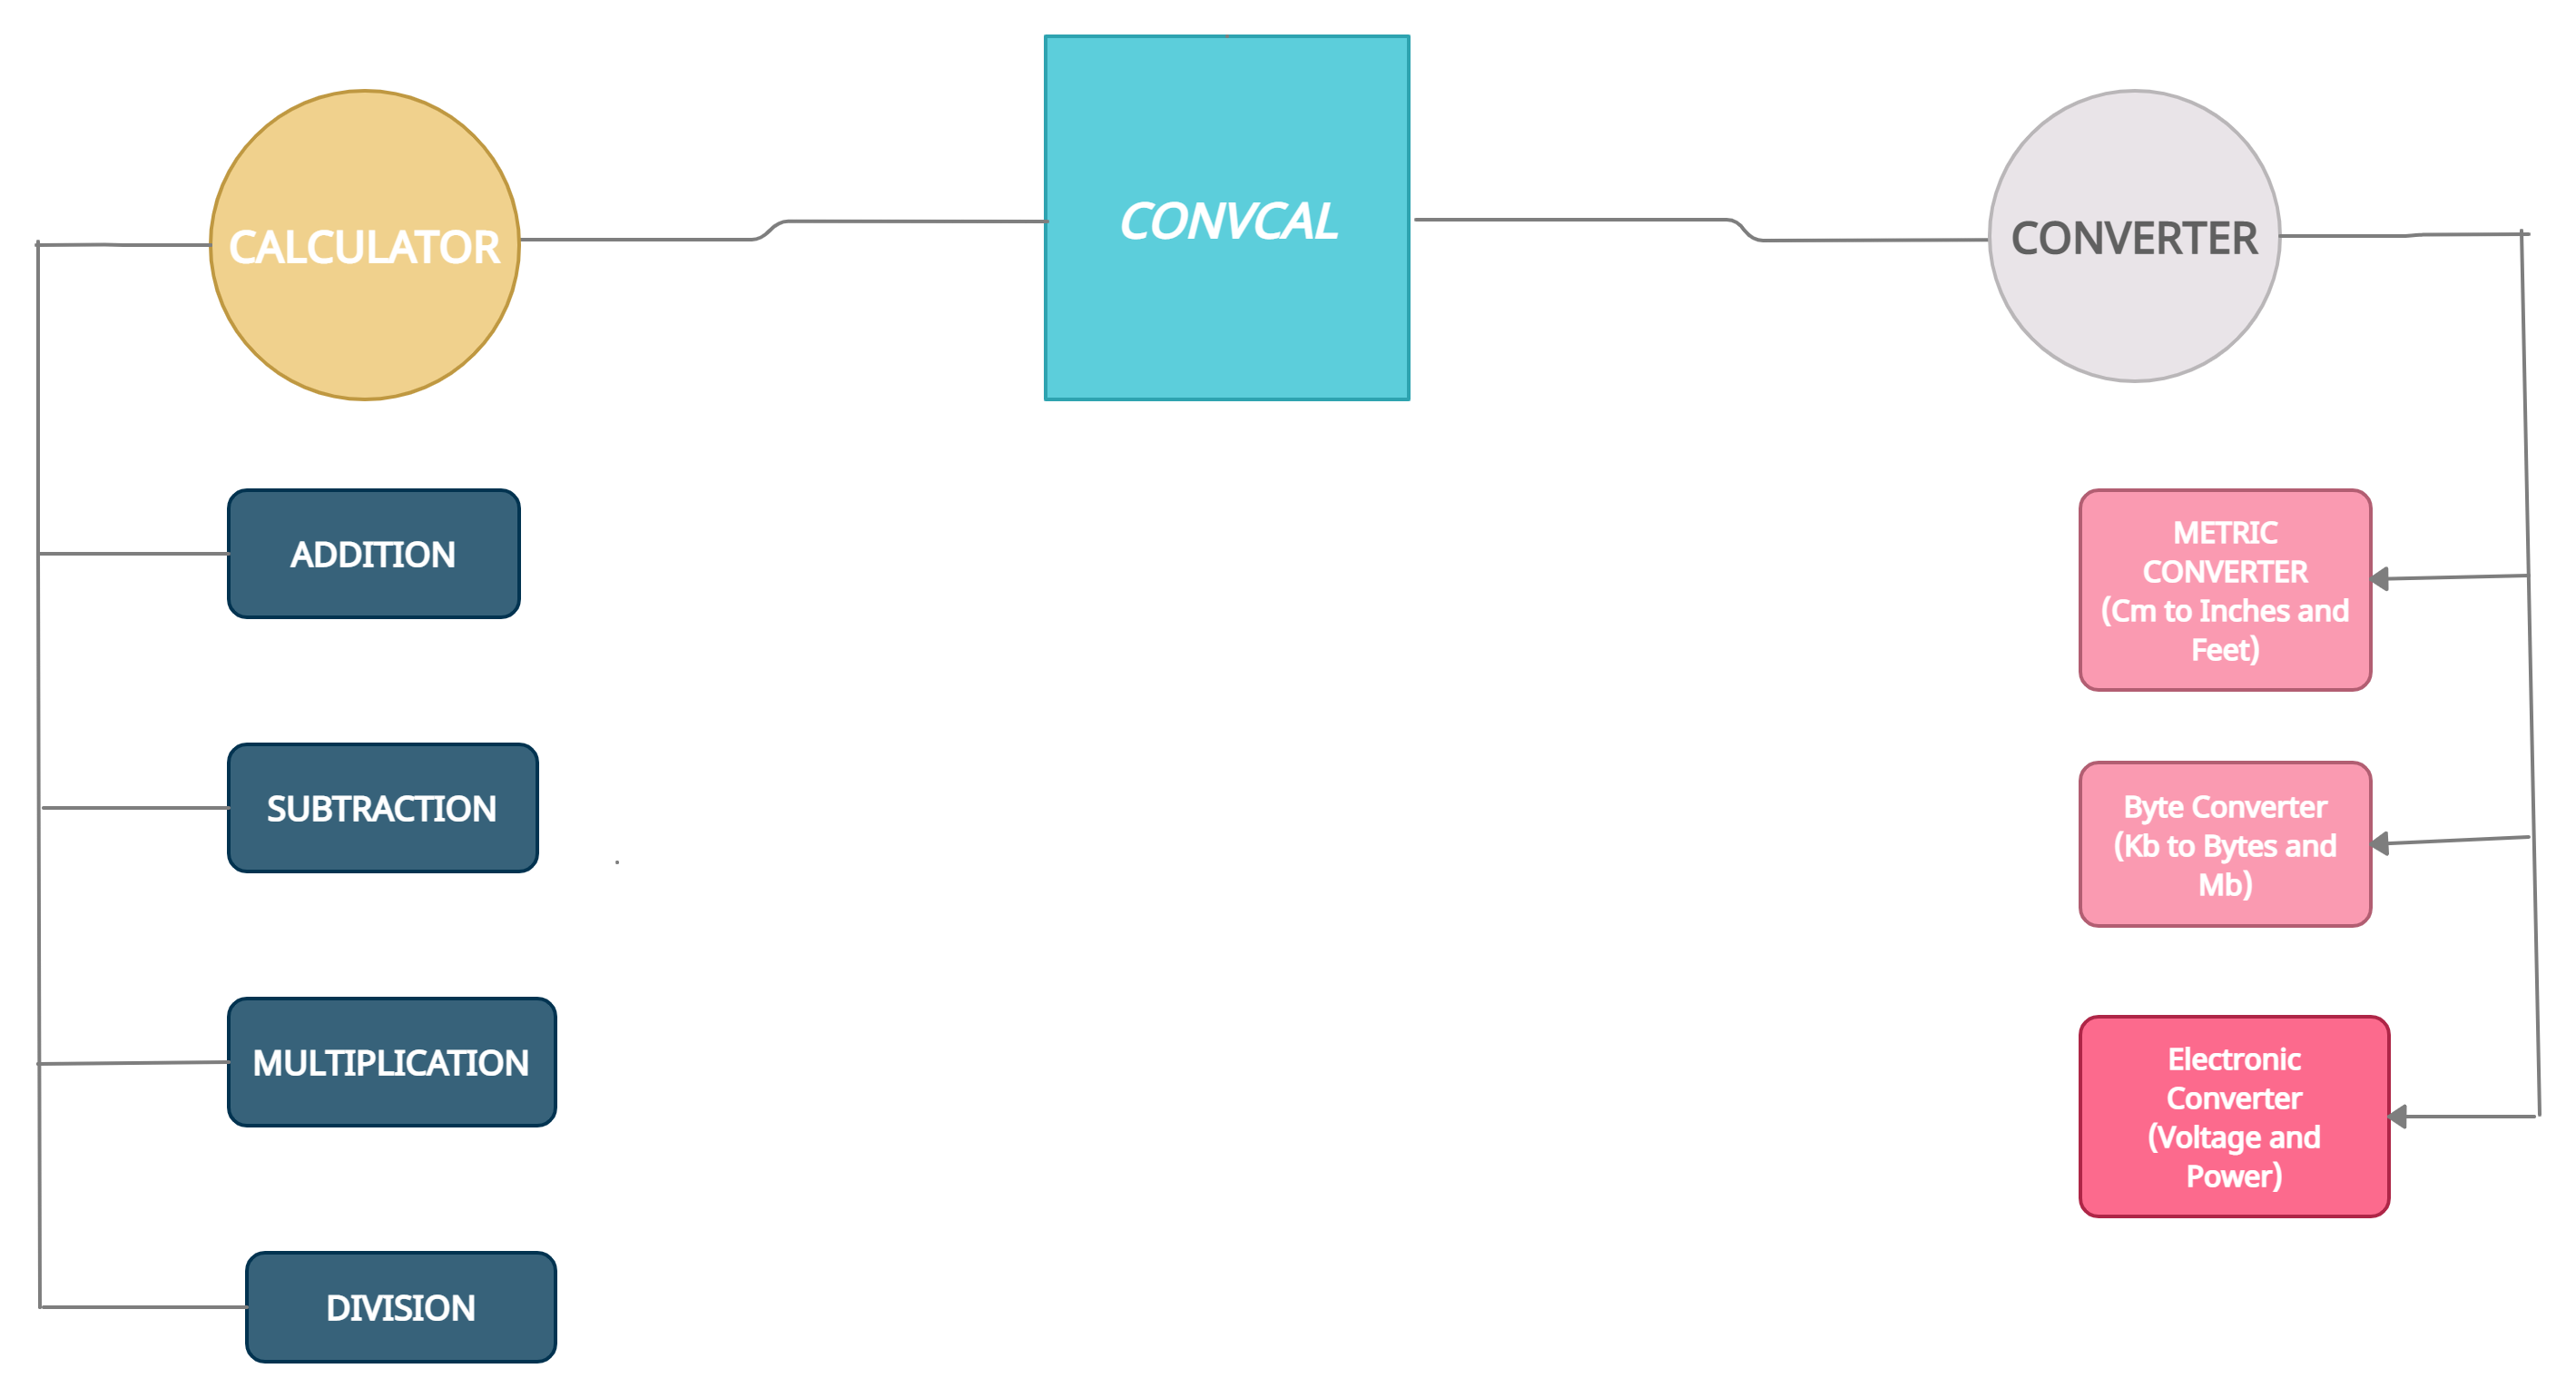 CALCULATOR
CONVCAL
CONVERTER
ADDITION
SUBTRACTION
MULTIPLICATION
DIVISION
METRIC
CONVERTER
(Cm to Inches and
Feet)
Byte Converter
(Kb to Bytes and
Mb)
Electronic
Converter
(Voltage and
Power)